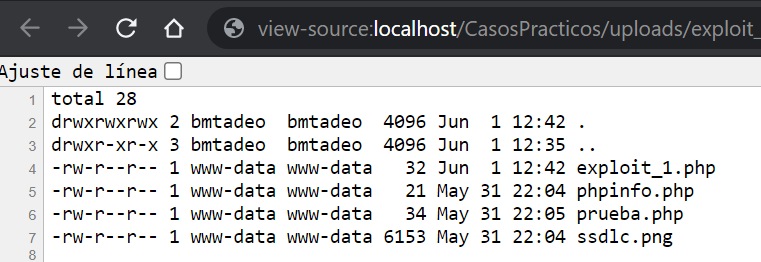 view-source:localhost/CasosPracticos/uploads/exploit_
Ajuste de línea
1 total 28
2 drwxrwxrwx 2 bmtadeo  bmtadeo  4096 Jun  1 12:42 .
3 drwxr-xr-x 3 bmtadeo  bmtadeo  4096 Jun  1 12:35 ..
4 -rw-r--r-- 1 www-data www-data   32 Jun  1 12:42 exploit_1.php
5 -rw-r--r-- 1 www-data www-data   21 May 31 22:04 phpinfo.php
6 -rw-r--r-- 1 www-data www-data   34 May 31 22:05 prueba.php
7 -rw-r--r-- 1 www-data www-data 6153 May 31 22:04 ssdlc.png
8